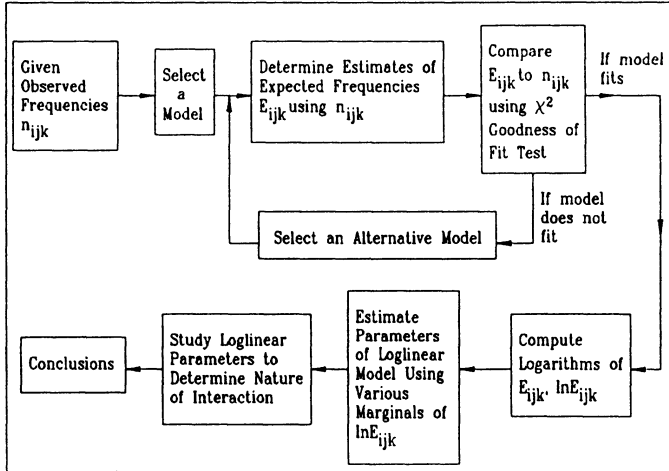 Given
Observed
Frequencies
n_ijk
Select
a
Model
Determine Estimates of
Expected Frequencies
E_ijk using n_ijk
Compare
E_ijk to n_ijk
using χ²
Goodness of
Fit Test
If model
fits
If model
does not
fit
Select an Alternative Model
Compute
Logarithms of
E_ijk, lnE_ijk
Estimate
Parameters
of Loglinear
Model Using
Various
Marginals of
lnE_ijk
Study Loglinear
Parameters to
Determine Nature
of Interaction
Conclusions